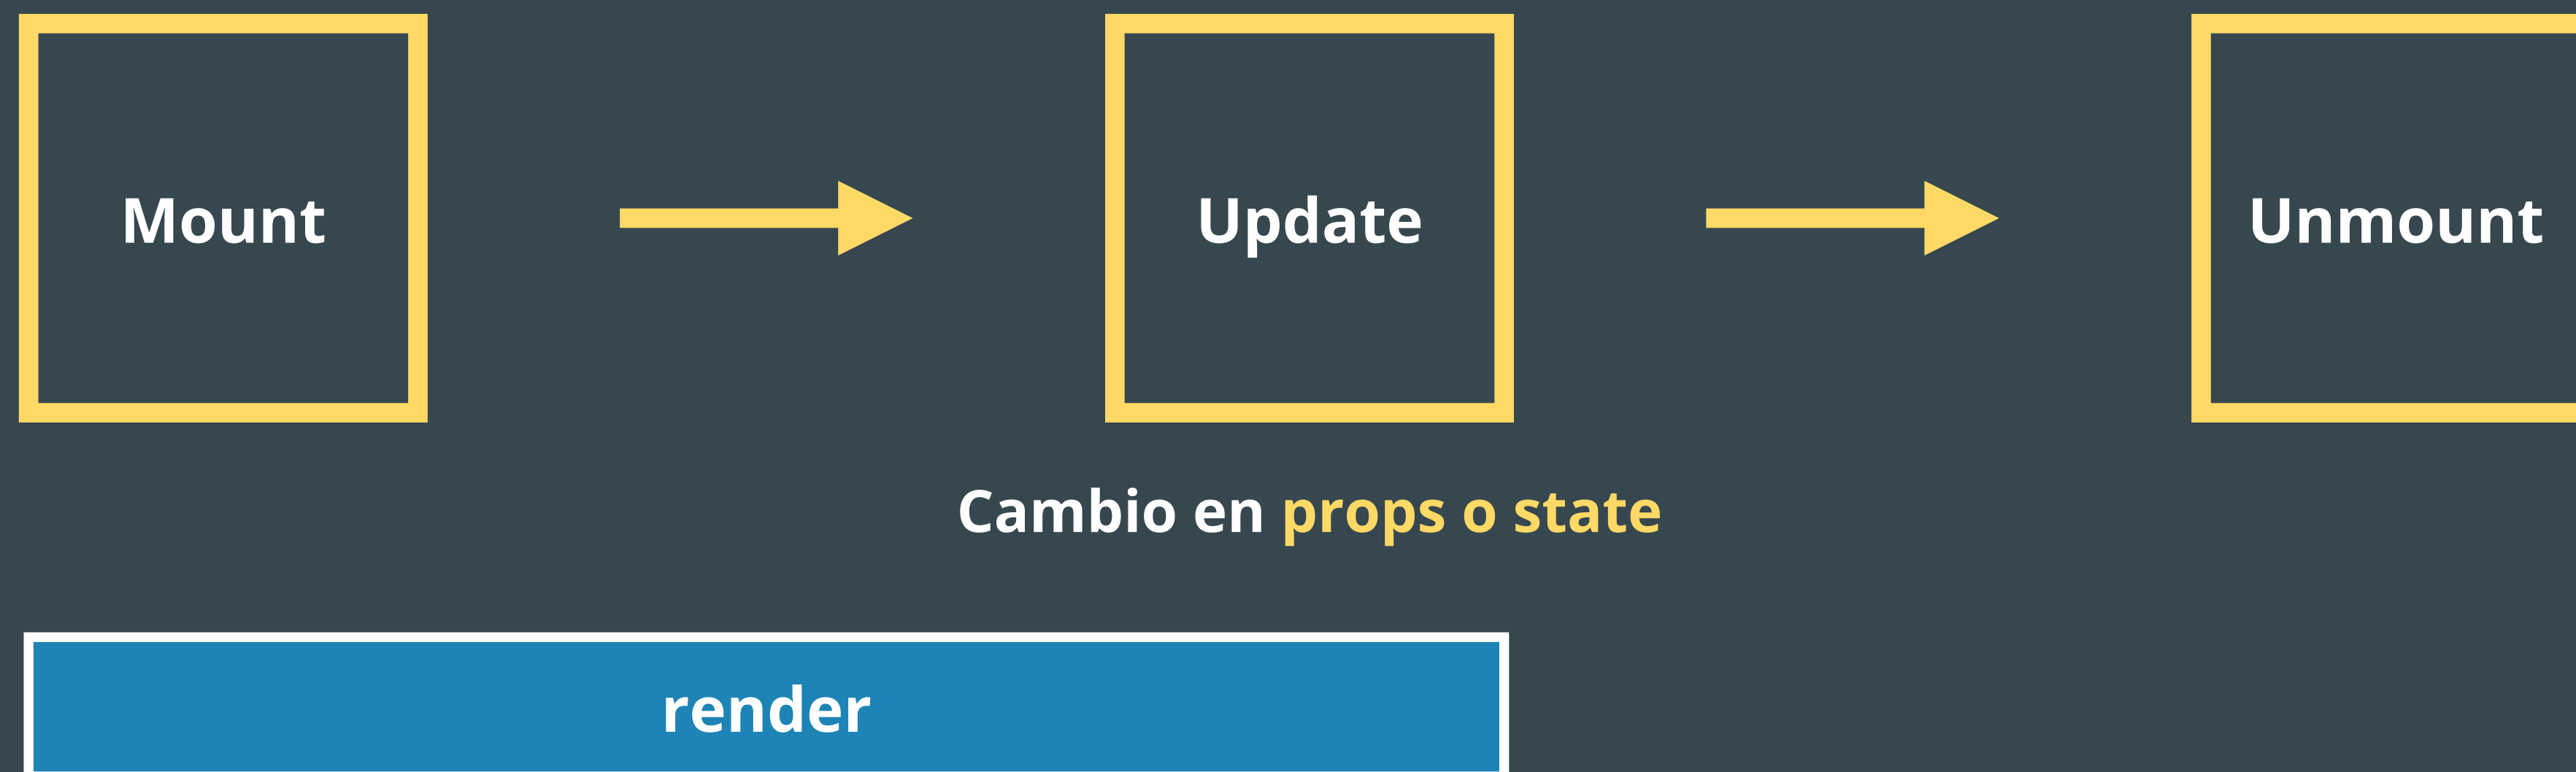 Mount
Update
Unmount
Cambio en props o state
render